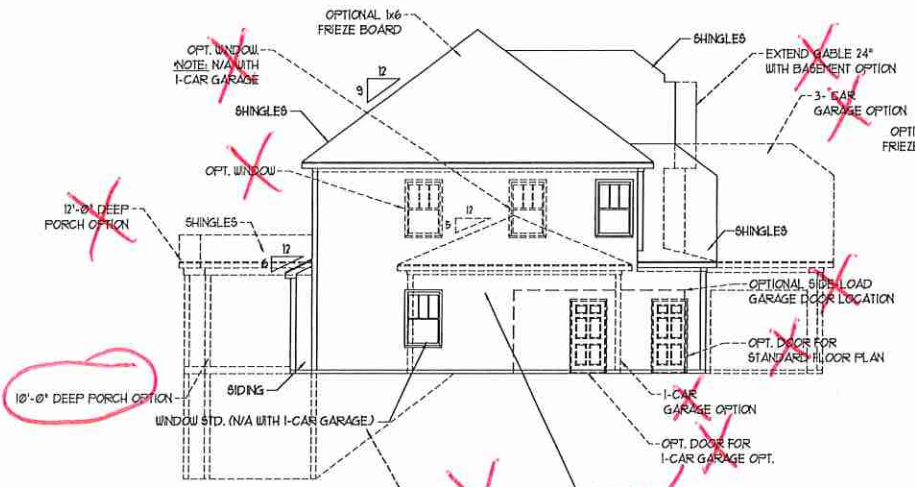 OPTIONAL 1x6
FRIEZE BOARD
SHINGLES
OPT. WINDOW
NOTE: N/A WITH
1-CAR GARAGE
EXTEND GABLE 24"
WITH BASEMENT OPTION
12
9
3- CAR
GARAGE OPTION
SHINGLES
OPTI
FRIEZE
OPT. WINDOW
12'-0" DEEP
PORCH OPTION
SHINGLES
12
5
12
6
SHINGLES
OPTIONAL SIDE-LOAD
GARAGE DOOR LOCATION
OPT. DOOR FOR
STANDARD FLOOR PLAN
10'-0" DEEP PORCH OPTION
SIDING
1-CAR
GARAGE OPTION
WINDOW STD. (N/A WITH 1-CAR GARAGE)
OPT. DOOR FOR
1-CAR GARAGE OPT.